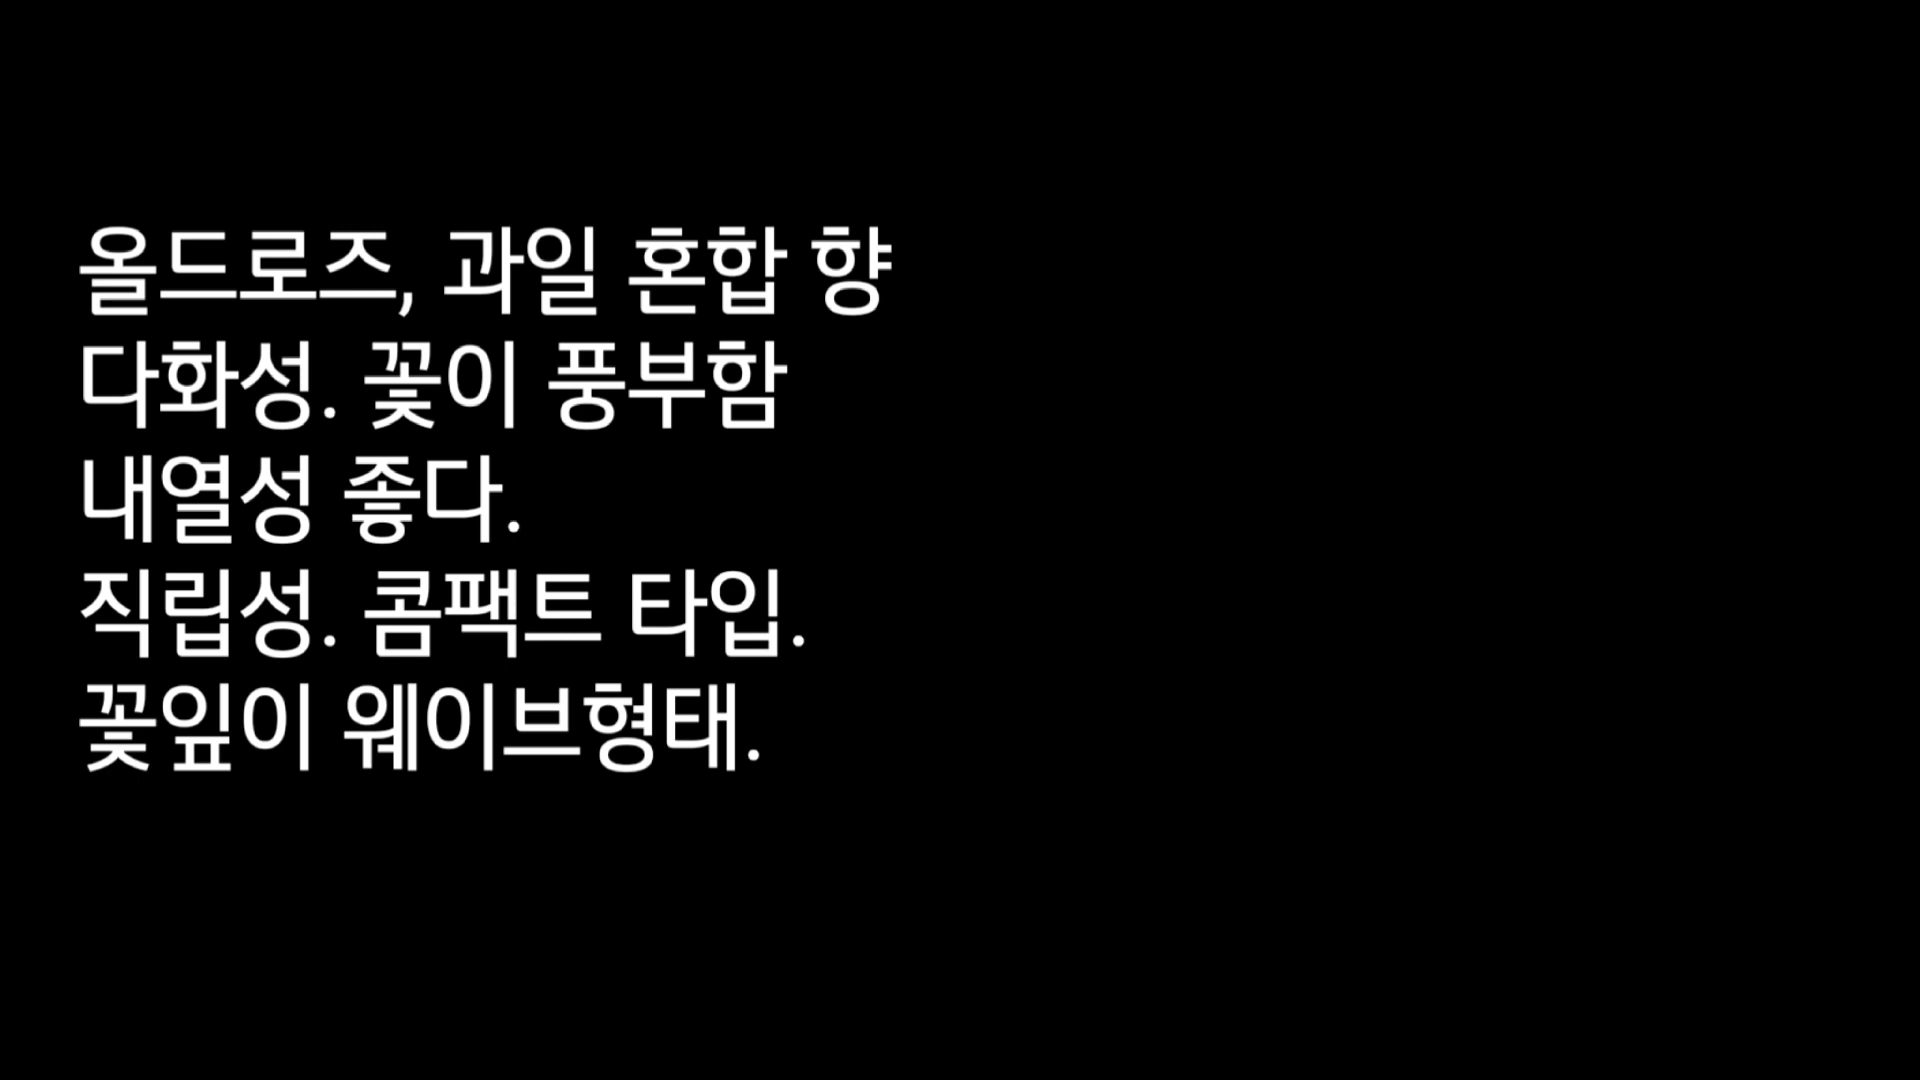 올드로즈, 과일 혼합 향
다화성. 꽃이 풍부함
내열성 좋다.
직립성. 콤팩트 타입.
꽃잎이 웨이브형태.